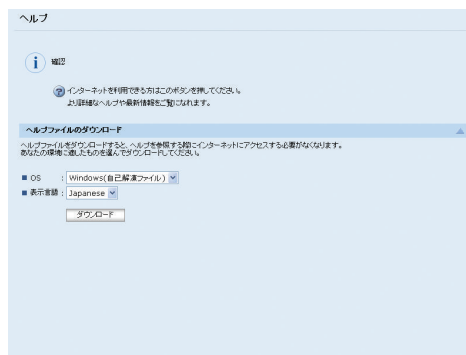 ヘルプ
確認
インターネットを利用できる方はこのボタンを押してください。
より詳細なヘルプや最新情報をご覧になれます。
ヘルプファイルのダウンロード
ヘルプファイルをダウンロードすると、ヘルプを参照する際にインターネットにアクセスする必要がなくなります。
あなたの環境に適したものを選んでダウンロードしてください。
OS : Windows(自己解凍ファイル)
表示言語 : Japanese
ダウンロード